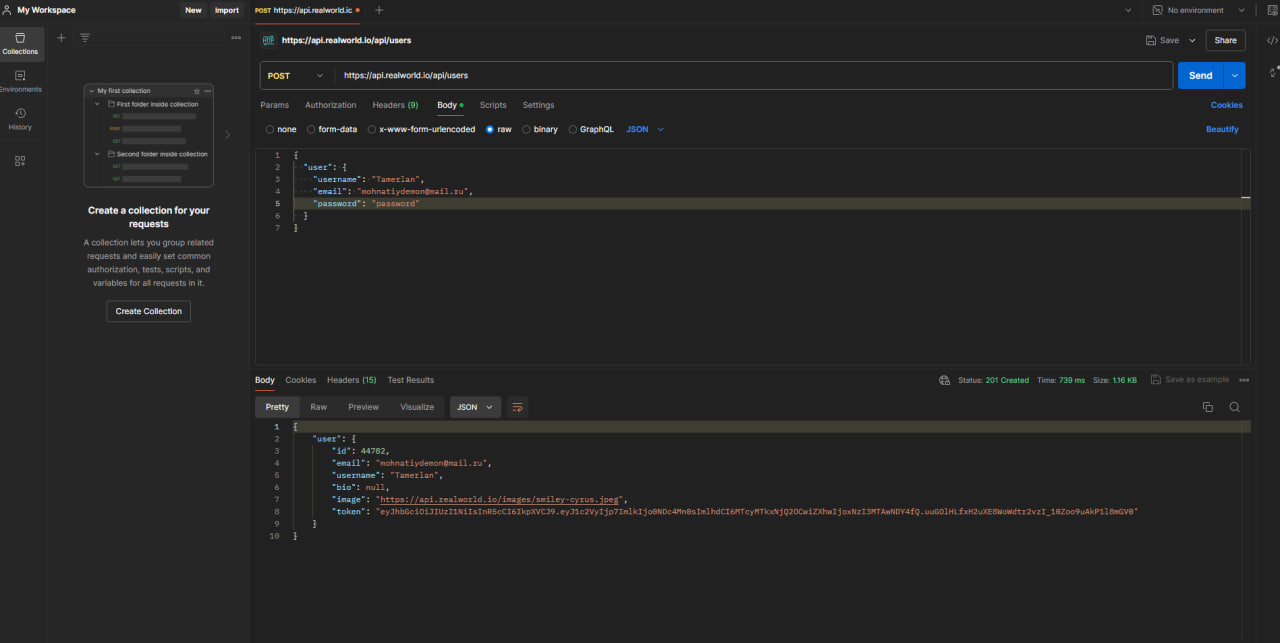 My Workspace
New
Import
POST https://api.realworld.ic
No environment
Collections
Environments
History
My first collection
First folder inside collection
GET
POST
GET
Second folder inside collection
GET
GET
Create a collection for your
requests
A collection lets you group related
requests and easily set common
authorization, tests, scripts, and
variables for all requests in it.
Create Collection
HTTP https://api.realworld.io/api/users
Save
Share
POST
https://api.realworld.io/api/users
Send
Params Authorization Headers (9) Body Scripts Settings
Cookies
none form-data x-www-form-urlencoded raw binary GraphQL JSON
Beautify
1 {
2 "user": {
3 "username": "Tamerlan",
4 "email": "mohnatiydemon@mail.ru",
5 "password": "password"
6 }
7 }
Body Cookies Headers (15) Test Results
Status: 201 Created Time: 739 ms Size: 1.16 KB
Save as example
Pretty Raw Preview Visualize JSON
1 {
2 "user": {
3 "id": 44782,
4 "email": "mohnatiydemon@mail.ru",
5 "username": "Tamerlan",
6 "bio": null,
7 "image": "https://api.realworld.io/images/smiley-cyrus.jpeg",
8 "token":
9 }
10 }